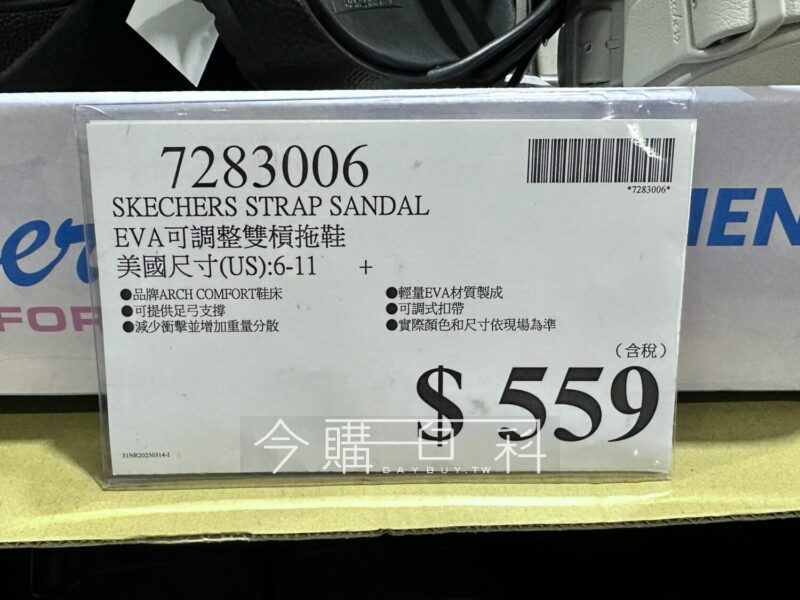 7283006
*7283006*
SKECHERS STRAP SANDAL
EVA可調整雙槓拖鞋
美國尺寸(US):6-11 +
●品牌ARCH COMFORT鞋床
●可提供足弓支撐
●減少衝擊並增加重量分散
●輕量EVA材質製成
●可調式扣帶
●實際顏色和尺寸依現場為準
(含稅)
$ 559
31NR20250314-1
今購百科
DAYBUY.TW
er
FOR
MEN